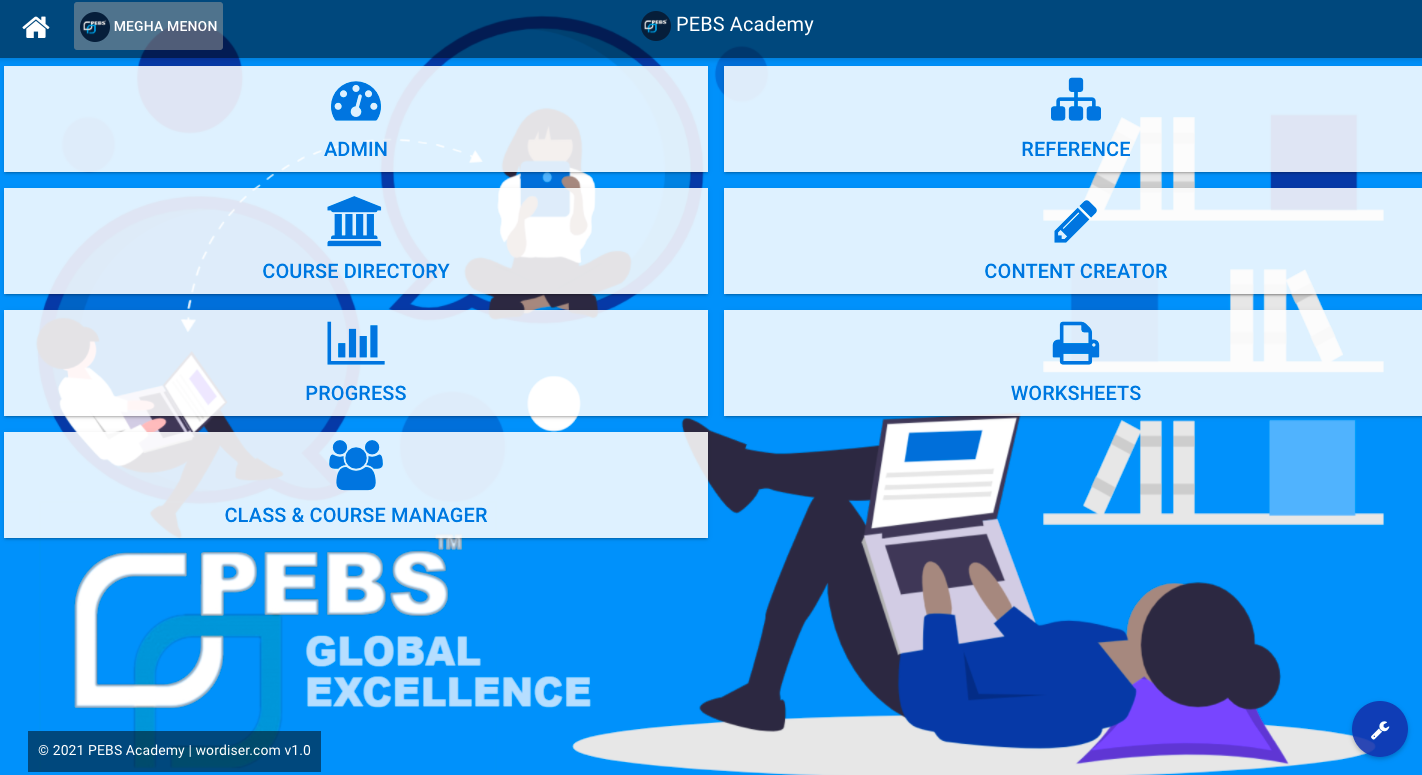 MEGHA MENON
PEBS Academy
ADMIN
REFERENCE
COURSE DIRECTORY
CONTENT CREATOR
PROGRESS
WORKSHEETS
CLASS & COURSE MANAGER
PEBS™
GLOBAL
EXCELLENCE
© 2021 PEBS Academy | wordiser.com v1.0